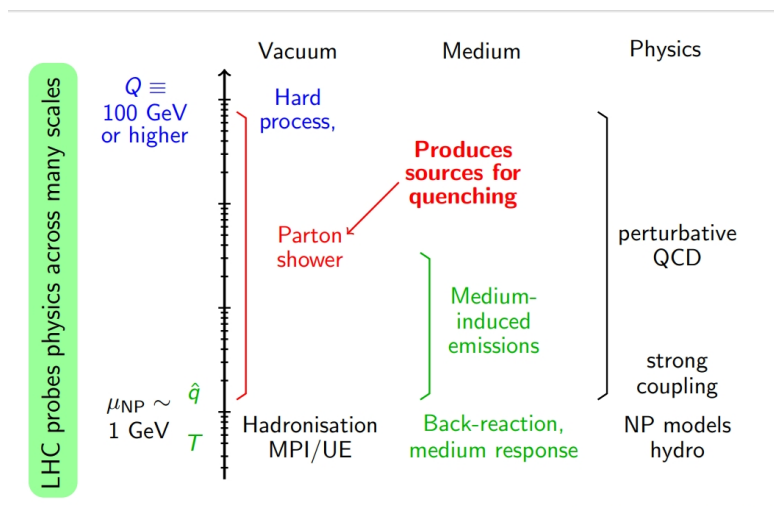 LHC probes physics across many scales
Vacuum
Medium
Physics
Q ≡
100 GeV
or higher
Hard
process,
Produces
sources for
quenching
Parton
shower
perturbative
QCD
Medium-
induced
emissions
strong
coupling
μNP ∼
1 GeV
q̂
T
Hadronisation
MPI/UE
Back-reaction,
medium response
NP models
hydro